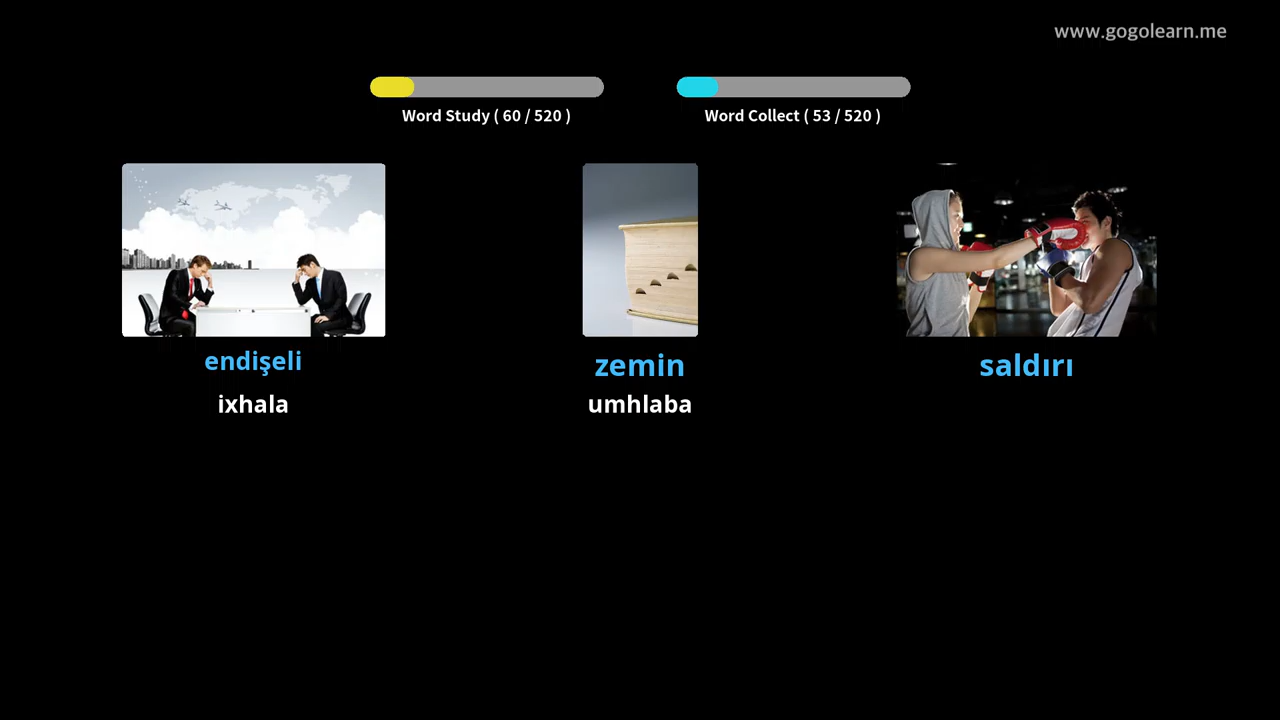 www.gogolearn.me
Word Study ( 60 / 520 )
Word Collect ( 53 / 520 )
endişeli
zemin
saldırı
ixhala
umhlaba